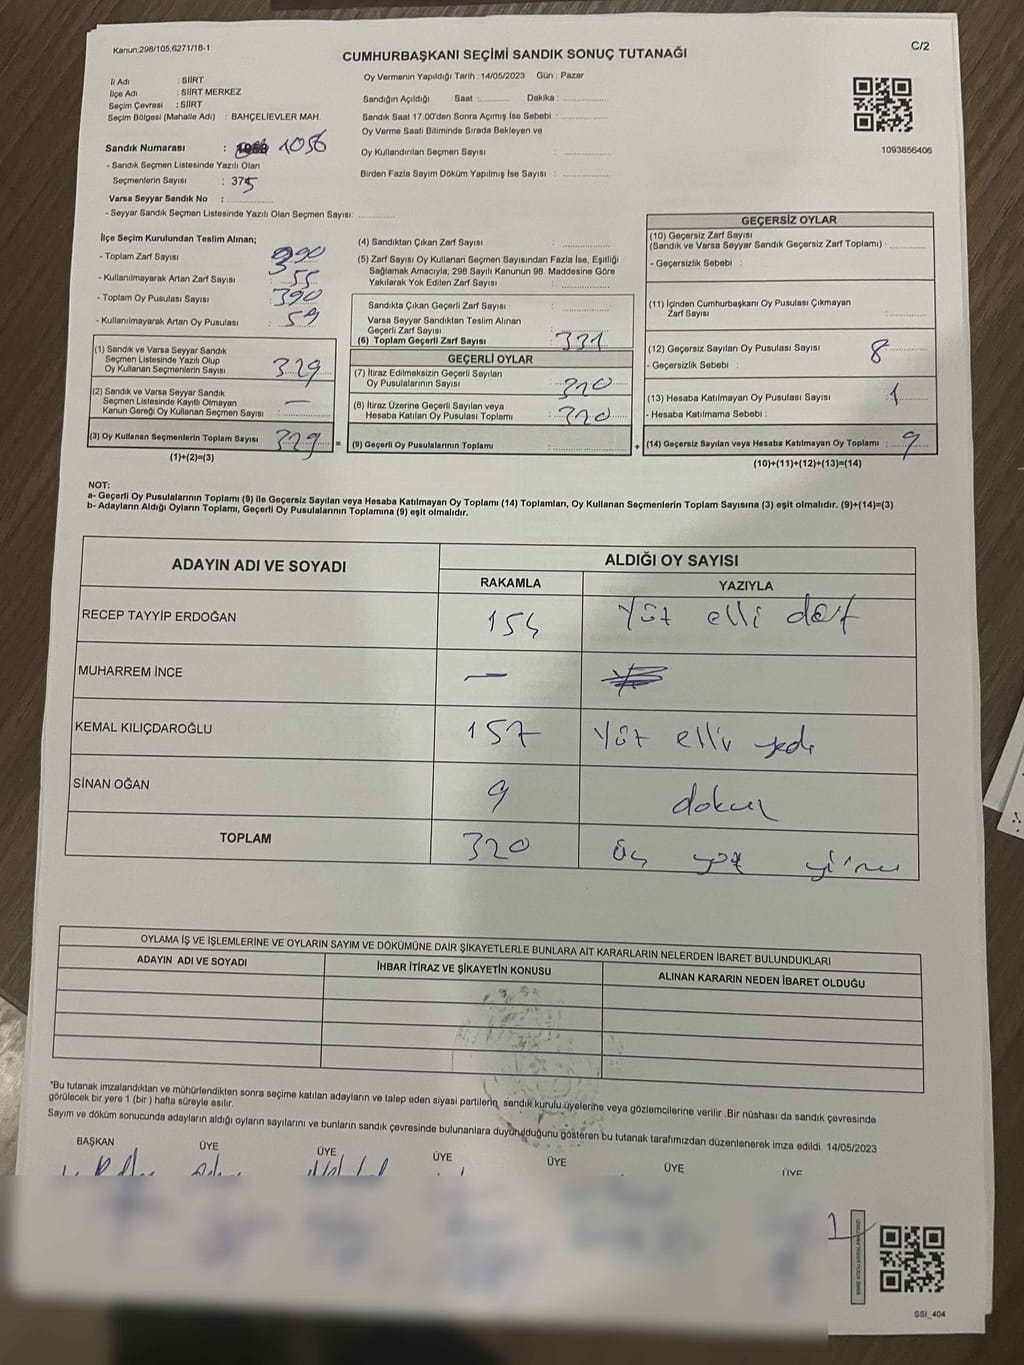 Kanun:298/105,6271/18-1
C/2
CUMHURBAŞKANI SEÇİMİ SANDIK SONUÇ TUTANAĞI
İl Adı : SİİRT
İlçe Adı : SİİRT MERKEZ
Seçim Çevresi : SİİRT
Seçim Bölgesi (Mahalle Adı) : BAHÇELİEVLER MAH.
Sandık Numarası : 1056
- Sandık Seçmen Listesinde Yazılı Olan
Seçmenlerin Sayısı : 375
Varsa Seyyar Sandık No :
- Seyyar Sandık Seçmen Listesinde Yazılı Olan Seçmen Sayısı:
Oy Vermenin Yapıldığı Tarih : 14/05/2023 Gün : Pazar
Sandığın Açıldığı Saat : Dakika :
Sandık Saat 17:00'den Sonra Açımış İse Sebebi :
Oy Verme Saati Bitiminde Sırada Bekleyen ve
Oy Kullandırılan Seçmen Sayısı :
Birden Fazla Sayım Döküm Yapılmış İse Sayısı :
1093856406
İlçe Seçim Kurulundan Teslim Alınan;
- Toplam Zarf Sayısı : 390
- Kullanılmayarak Artan Zarf Sayısı : 55
- Toplam Oy Pusulası Sayısı : 390
- Kullanılmayarak Artan Oy Pusulası : 59
(1) Sandık ve Varsa Seyyar Sandık
Seçmen Listesinde Yazılı Olup
Oy Kullanan Seçmenlerin Sayısı : 329
(2) Sandık ve Varsa Seyyar Sandık
Seçmen Listesinde Kayıtlı Olmayan
Kanun Gereği Oy Kullanan Seçmen Sayısı : —
(3) Oy Kullanan Seçmenlerin Toplam Sayısı : 329 =
(1)+(2)=(3)
(4) Sandıktan Çıkan Zarf Sayısı :
(5) Zarf Sayısı Oy Kullanan Seçmen Sayısından Fazla İse, Eşitliği
Sağlamak Amacıyla; 298 Sayılı Kanunun 98. Maddesine Göre
Yakılarak Yok Edilen Zarf Sayısı :
Sandıkta Çıkan Geçerli Zarf Sayısı :
Varsa Seyyar Sandıktan Teslim Alınan
Geçerli Zarf Sayısı :
(6) Toplam Geçerli Zarf Sayısı : 331
GEÇERLİ OYLAR
(7) İtiraz Edilmeksizin Geçerli Sayılan
Oy Pusulalarının Sayısı : 320
(8) İtiraz Üzerine Geçerli Sayılan veya
Hesaba Katılan Oy Pusulası Toplamı : 320
(9) Geçerli Oy Pusulalarının Toplamı : +
GEÇERSİZ OYLAR
(10) Geçersiz Zarf Sayısı
(Sandık ve Varsa Seyyar Sandık Geçersiz Zarf Toplamı) ·
- Geçersizlik Sebebi :
(11) İçinden Cumhurbaşkanı Oy Pusulası Çıkmayan
Zarf Sayısı :
(12) Geçersiz Sayılan Oy Pusulası Sayısı : 8
- Geçersizlik Sebebi :
(13) Hesaba Katılmayan Oy Pusulası Sayısı : 1
- Hesaba Katılmama Sebebi :
(14) Geçersiz Sayılan veya Hesaba Katılmayan Oy Toplamı : 9
(10)+(11)+(12)+(13)=(14)
NOT:
a- Geçerli Oy Pusulalarının Toplamı (9) ile Geçersiz Sayılan veya Hesaba Katılmayan Oy Toplamı (14) Toplamları, Oy Kullanan Seçmenlerin Toplam Sayısına (3) eşit olmalıdır. (9)+(14)=(3)
b- Adayların Aldığı Oyların Toplamı, Geçerli Oy Pusulalarının Toplamına (9) eşit olmalıdır.
ADAYIN ADI VE SOYADI
ALDIĞI OY SAYISI
RAKAMLA YAZIYLA
RECEP TAYYİP ERDOĞAN 154 Yüz elli dört
MUHARREM İNCE —
KEMAL KILIÇDAROĞLU 157 Yüz elli yedi
SİNAN OĞAN 9 dokuz
TOPLAM 320 üç yüz yirmi
OYLAMA İŞ VE İŞLEMLERİNE VE OYLARIN SAYIM VE DÖKÜMÜNE DAİR ŞİKAYETLERLE BUNLARA AİT KARARLARIN NELERDEN İBARET BULUNDUKLARI
ADAYIN ADI VE SOYADI İHBAR İTİRAZ VE ŞİKAYETİN KONUSU ALINAN KARARIN NEDEN İBARET OLDUĞU
*Bu tutanak imzalandıktan ve mühürlendikten sonra seçime katılan adayların ve talep eden siyasi partilerin, sandık kurulu üyelerine veya gözlemcilerine verilir .Bir nüshası da sandık çevresinde
görülecek bir yere 1 (bir ) hafta süreyle asılır.
Sayım ve döküm sonucunda adayların aldığı oyların sayılarını ve bunların sandık çevresinde bulunanlara duyurulduğunu gösteren bu tutanak tarafımızdan düzenlenerek imza edildi. 14/05/2023
BAŞKAN ÜYE ÜYE ÜYE ÜYE ÜYE ÜYE
1
SSI_404